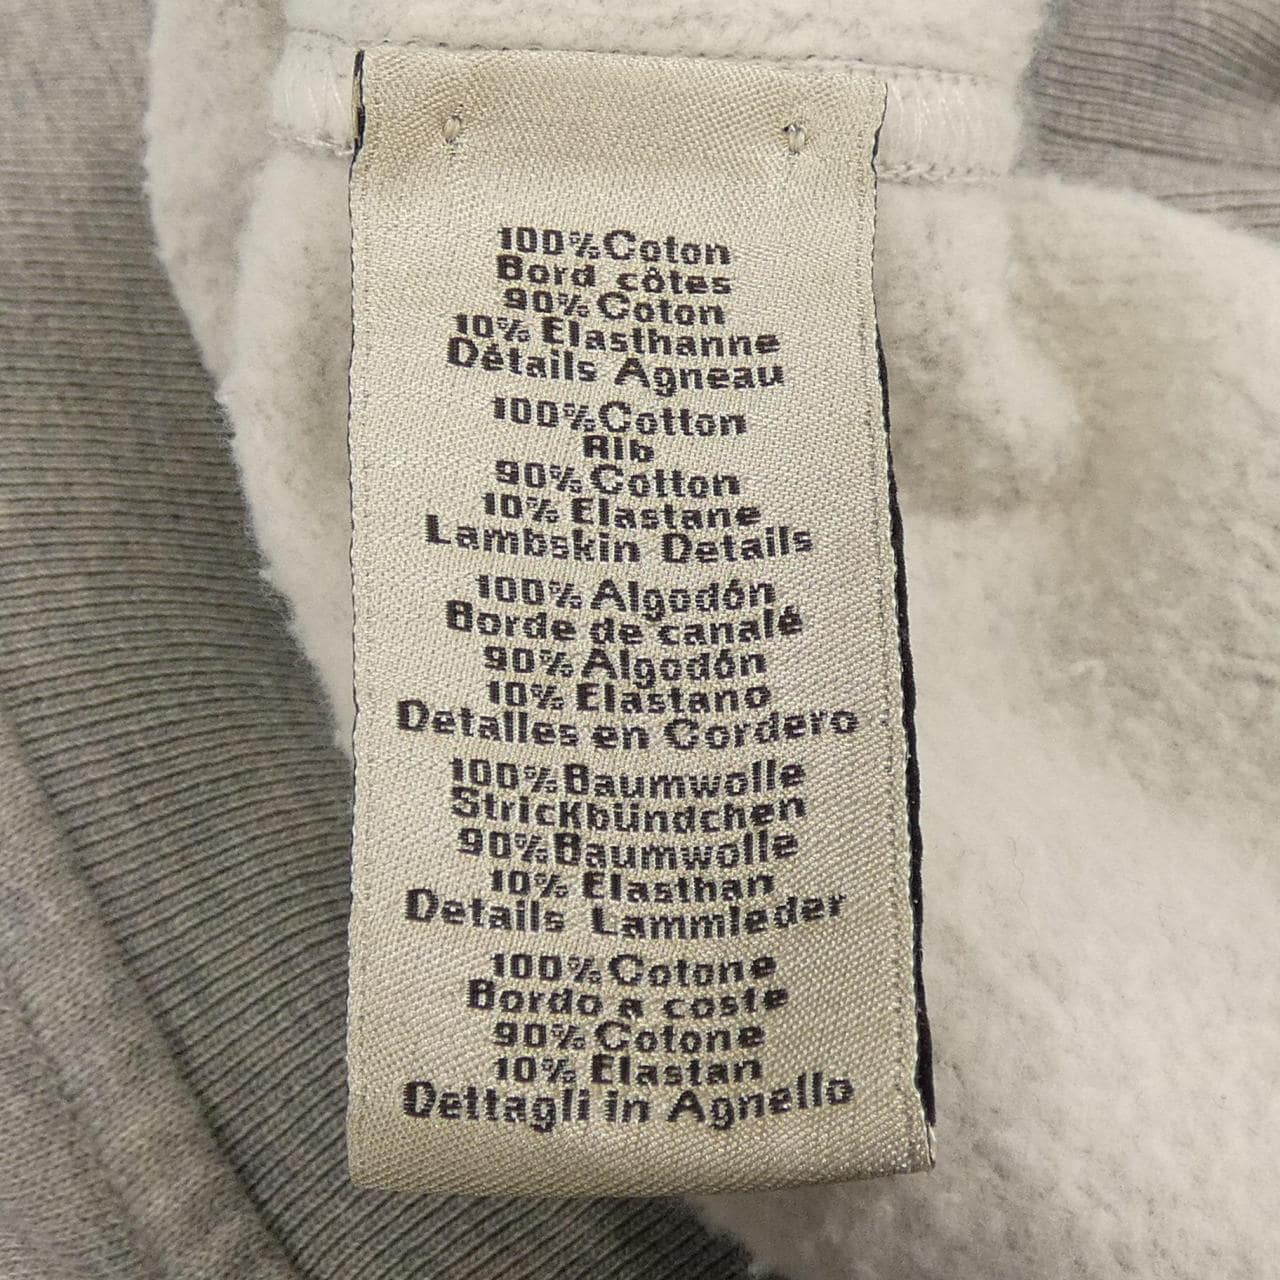 100%Coton
Bord côtes
90%Coton
10% Elasthanne
Détails Agneau
100%Cotton
Rib
90%Cotton
10% Elastane
Lambskin Details
100%Algodón
Borde de canalé
90%Algodón
10% Elastano
Detalles en Cordero
100%Baumwolle
Strickbündchen
90%Baumwolle
10% Elasthan
Details Lammleder
100%Cotone
Bordo a coste
90%Cotone
10% Elastan
Dettagli in Agnello